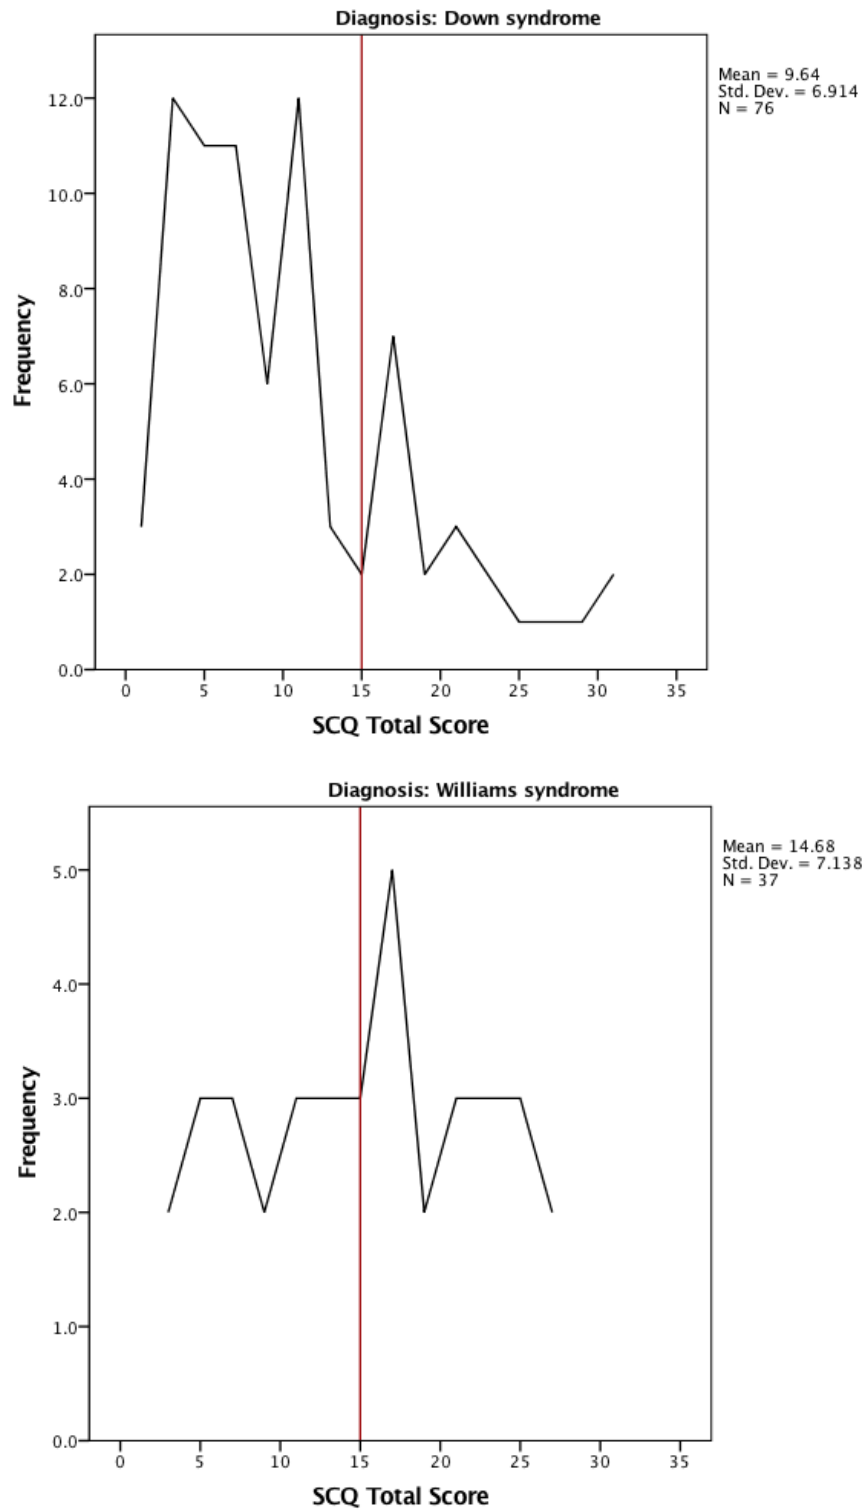 Diagnosis: Down syndrome
Mean = 9.64
Std. Dev. = 6.914
N = 76
12.0
10.0
8.0
6.0
4.0
2.0
0.0
Frequency
0 5 10 15 20 25 30 35
SCQ Total Score
Diagnosis: Williams syndrome
Mean = 14.68
Std. Dev. = 7.138
N = 37
5.0
4.0
3.0
2.0
1.0
0.0
Frequency
0 5 10 15 20 25 30 35
SCQ Total Score